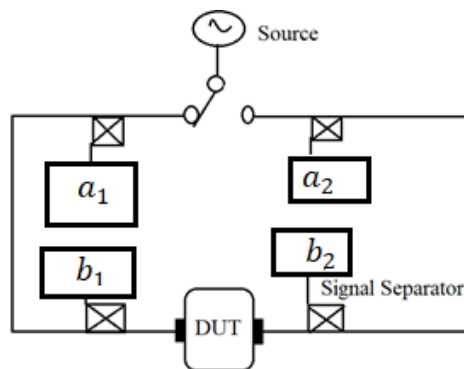 Source
a₁
a₂
b₁
b₂
Signal Separator
DUT